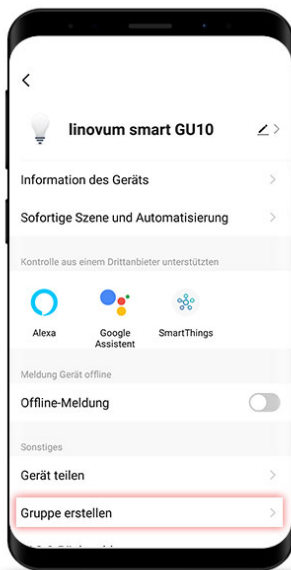 linovum smart GU10
Information des Geräts
Sofortige Szene und Automatisierung
Kontrolle aus einem Drittanbieter unterstützten
Alexa
Google
Assistent
SmartThings
Meldung Gerät offline
Offline-Meldung
Sonstiges
Gerät teilen
Gruppe erstellen